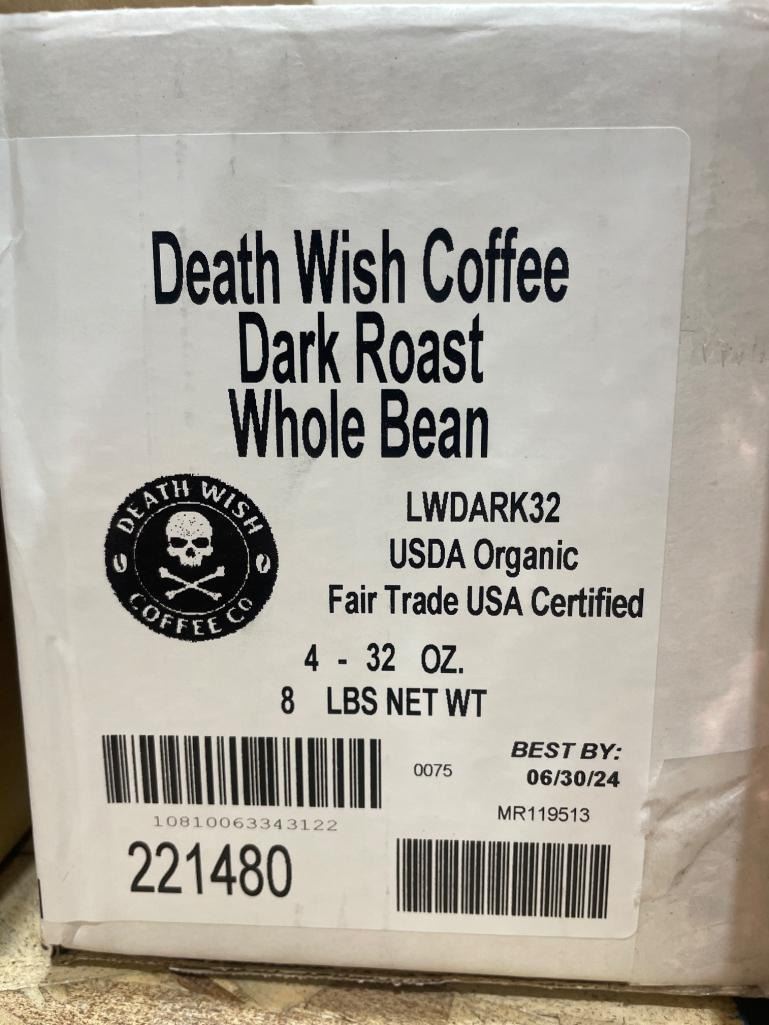 Death Wish Coffee
Dark Roast
Whole Bean
DEATH WISH
COFFEE CO
LWDARK32
USDA Organic
Fair Trade USA Certified
4 - 32 OZ.
8 LBS NET WT
10810063343122
221480
0075
BEST BY:
06/30/24
MR119513